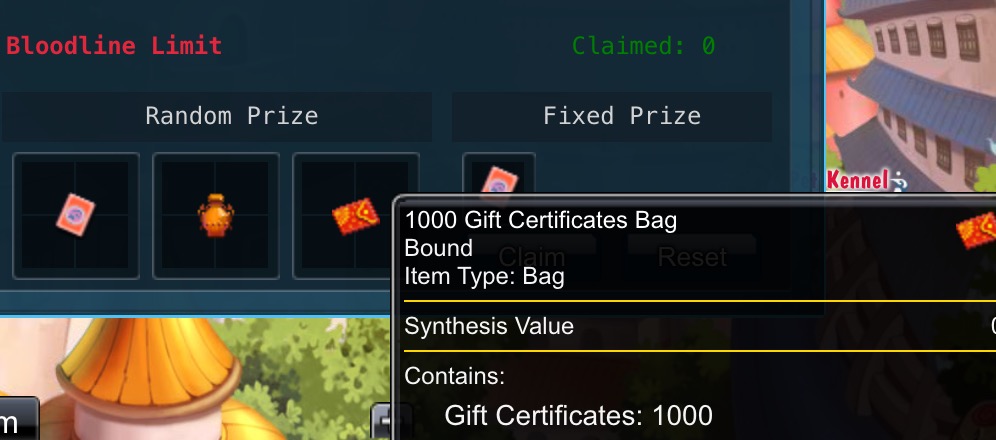 Bloodline Limit
Claimed: 0
Random Prize
Fixed Prize
Kennel
1000 Gift Certificates Bag
Bound
Claim
Reset
Item Type: Bag
Synthesis Value
Contains:
Gift Certificates: 1000